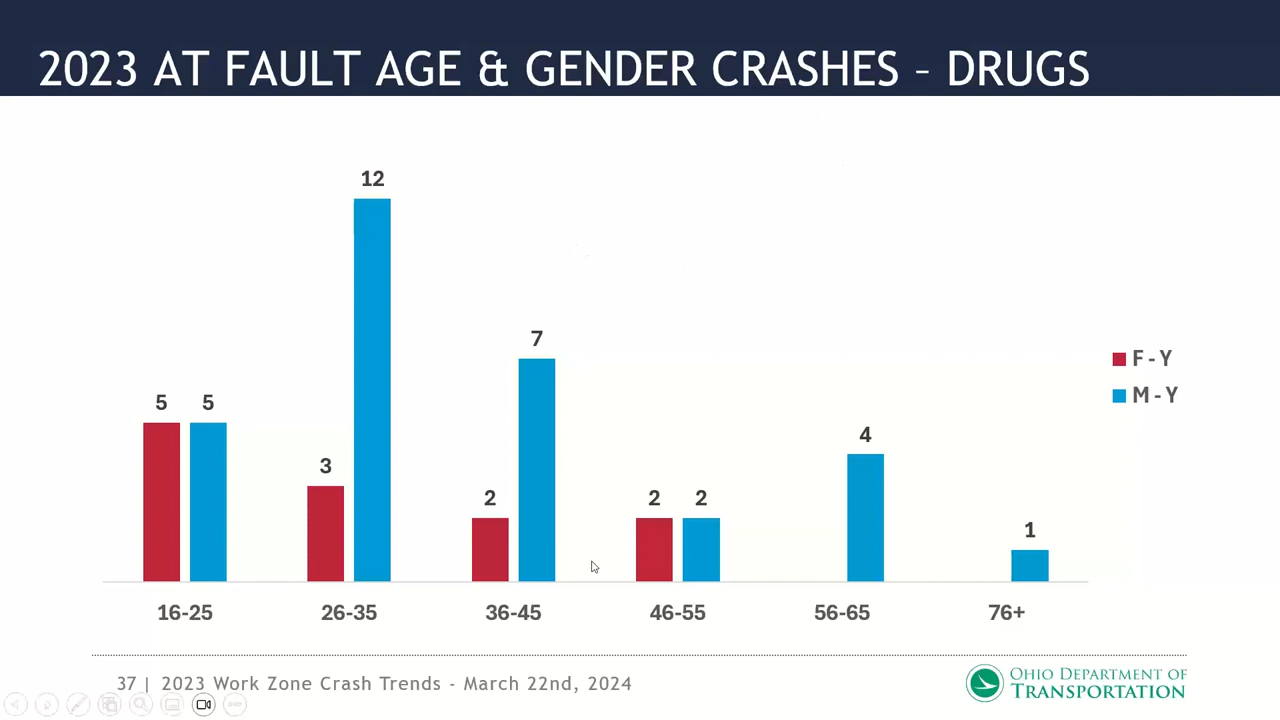 2023 AT FAULT AGE & GENDER CRASHES – DRUGS
12
7
5 5
4
3
2
2 2
1
F - Y
M - Y
16-25 26-35 36-45 46-55 56-65 76+
37 | 2023 Work Zone Crash Trends - March 22nd, 2024
OHIO DEPARTMENT OF
TRANSPORTATION